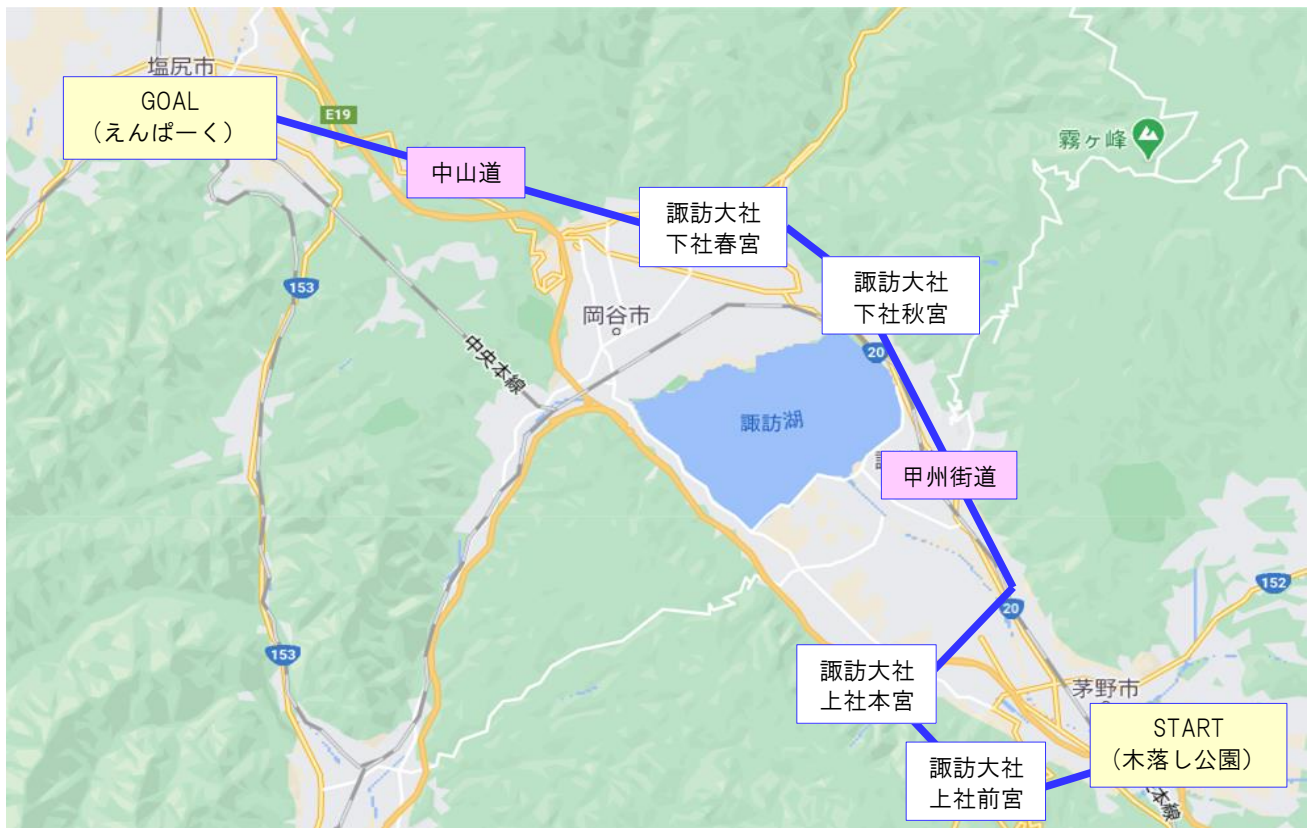 塩尻市
GOAL
（えんぱーく）
E19
中山道
霧ヶ峰
諏訪大社
下社春宮
153
諏訪大社
下社秋宮
岡谷市
20
中央本線
諏訪湖
甲州街道
152
20
153
諏訪大社
上社本宮
茅野市
START
（木落し公園）
諏訪大社
上社前宮
本線